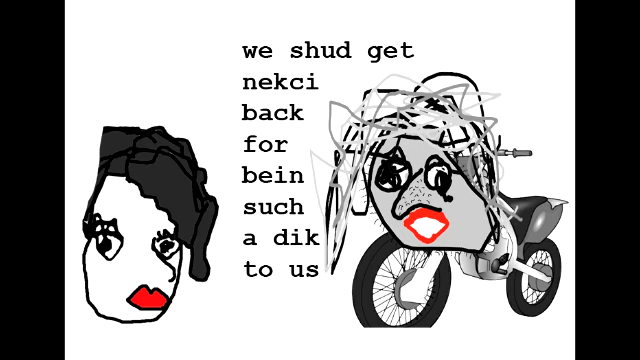 we shud get
nekci
back
for
bein
such
a dik
to us